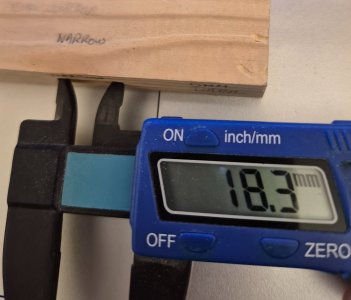 NARROW
ON inch/mm
18.3 mm
OFF ZERO